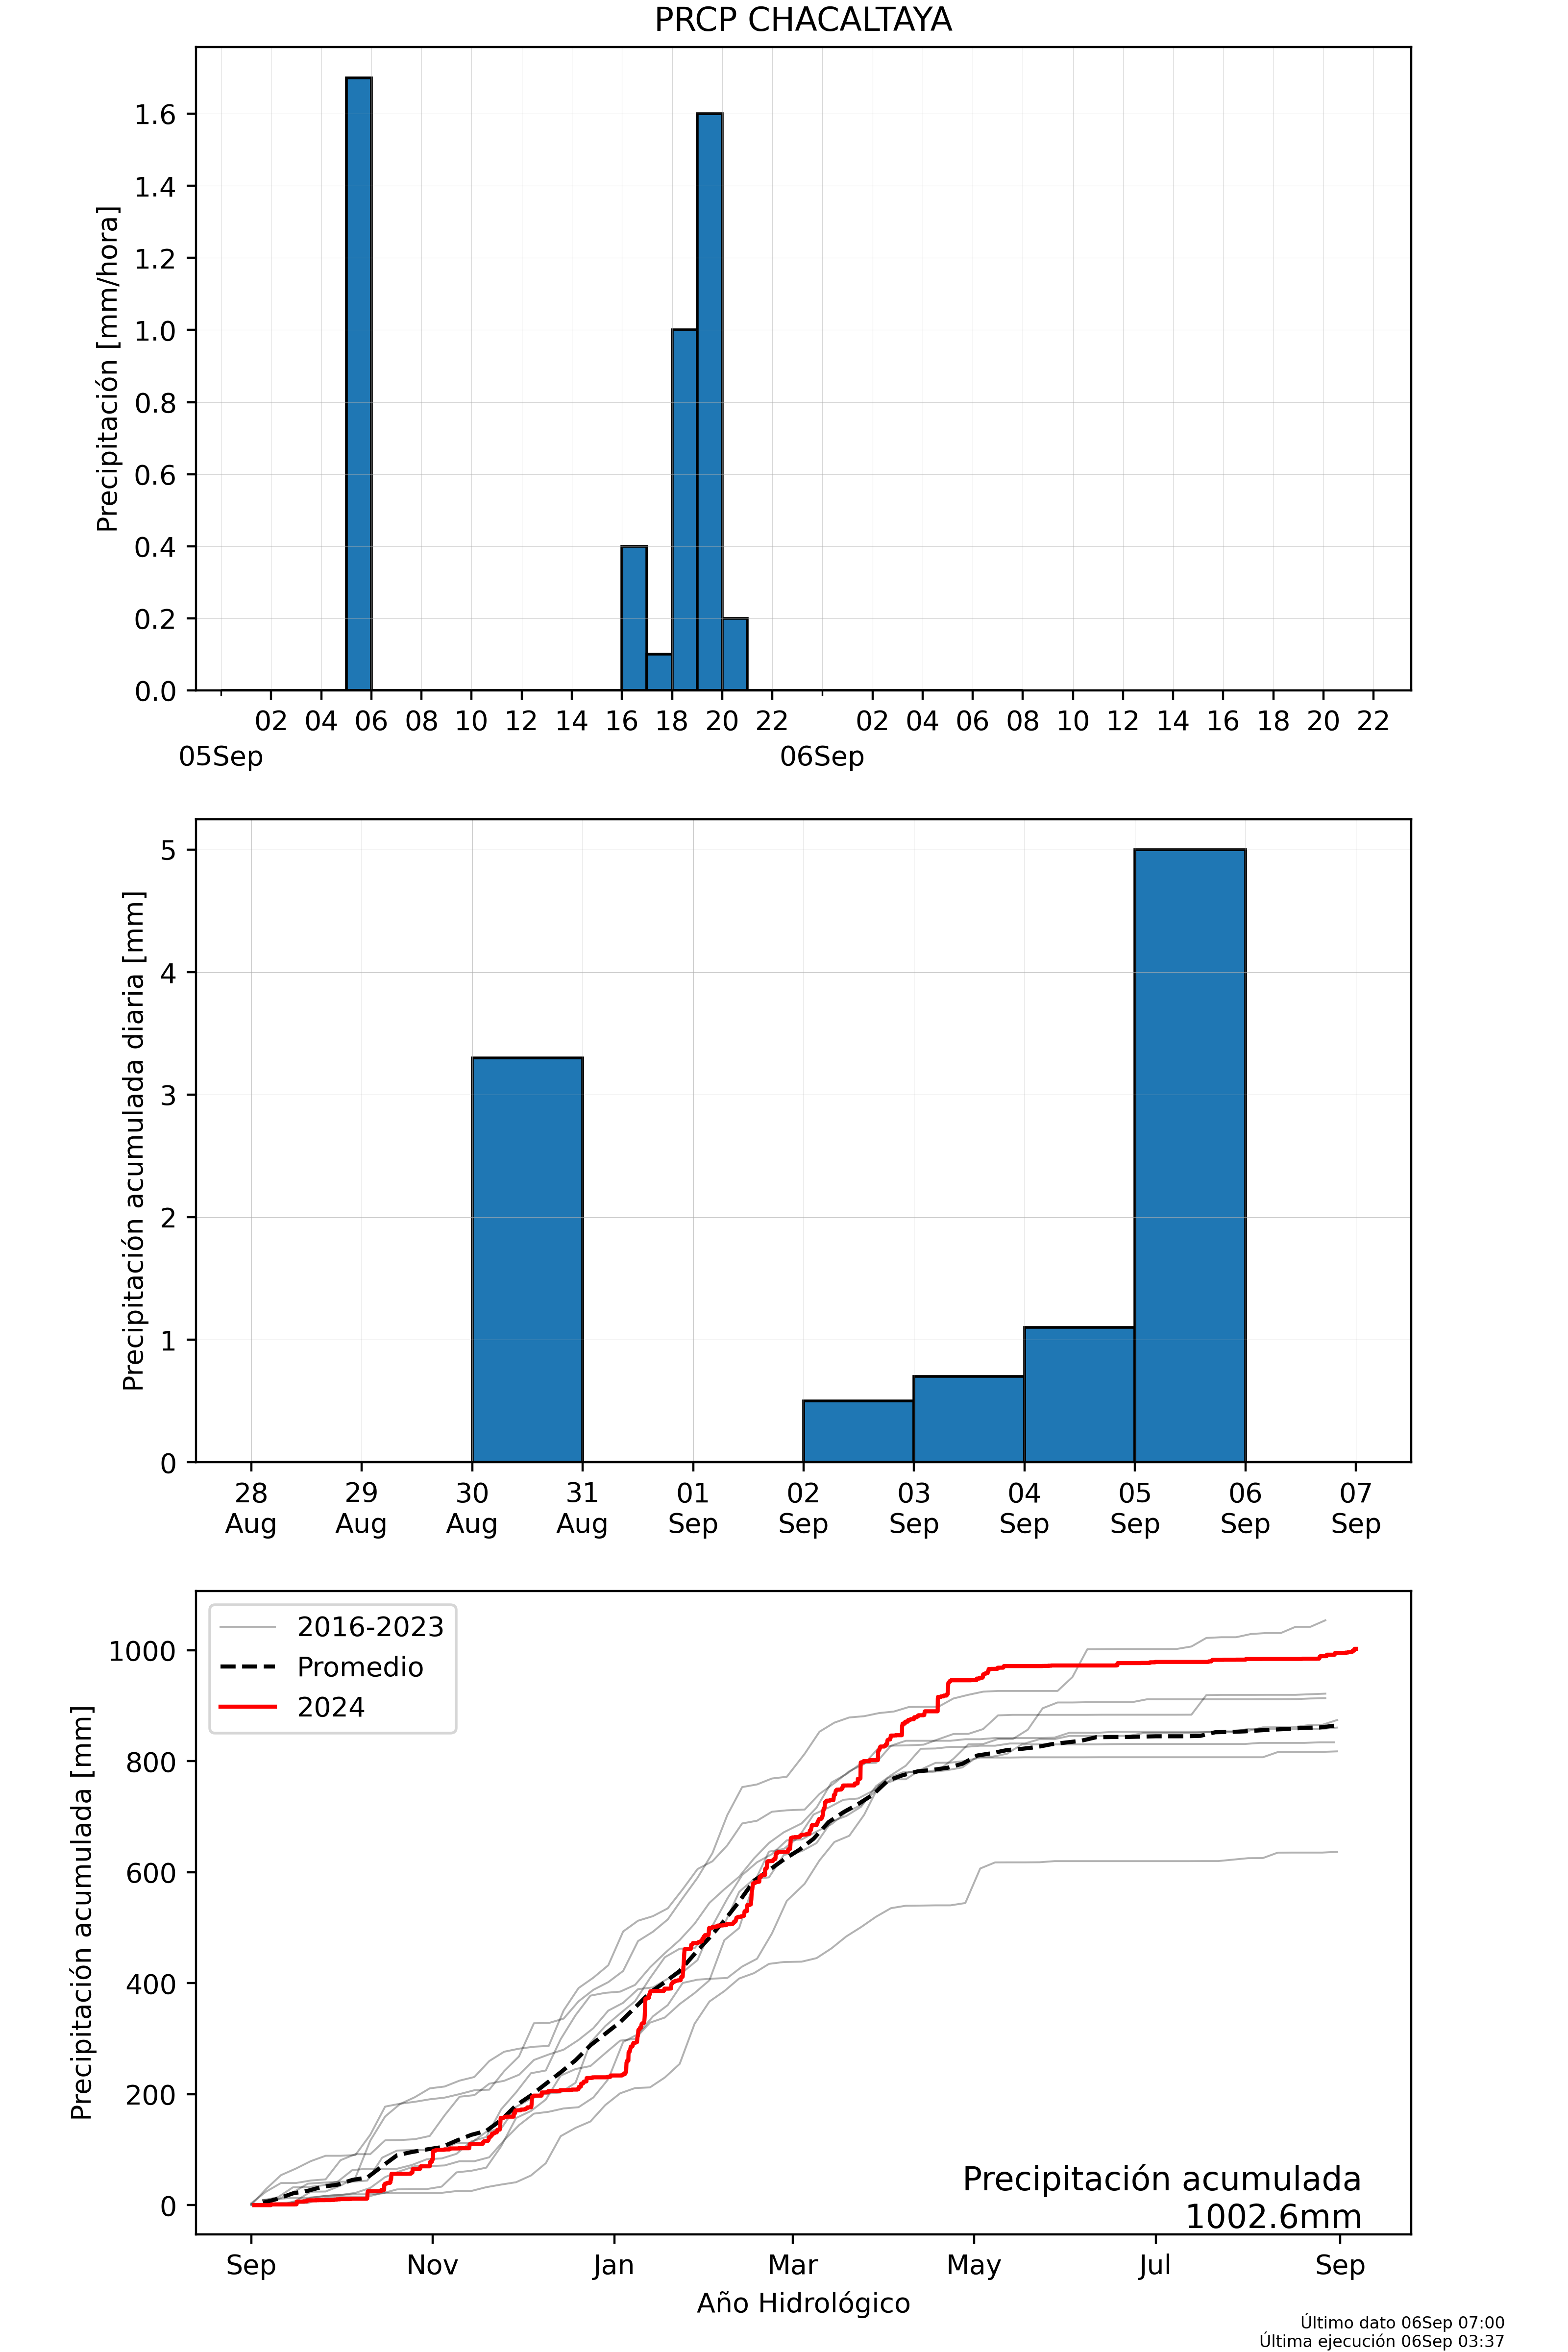 PRCP CHACALTAYA
Precipitación [mm/hora]
1.6
1.4
1.2
1.0
0.8
0.6
0.4
0.2
0.0
02 04 06 08 10 12 14 16 18 20 22 02 04 06 08 10 12 14 16 18 20 22
05Sep 06Sep
Precipitación acumulada diaria [mm]
5
4
3
2
1
0
28 29 30 31 01 02 03 04 05 06 07
Aug Aug Aug Aug Sep Sep Sep Sep Sep Sep Sep
Precipitación acumulada [mm]
1000
800
600
400
200
0
2016-2023
Promedio
2024
Precipitación acumulada
1002.6mm
Sep Nov Jan Mar May Jul Sep
Año Hidrológico
Último dato 06Sep 07:00
Última ejecución 06Sep 03:37